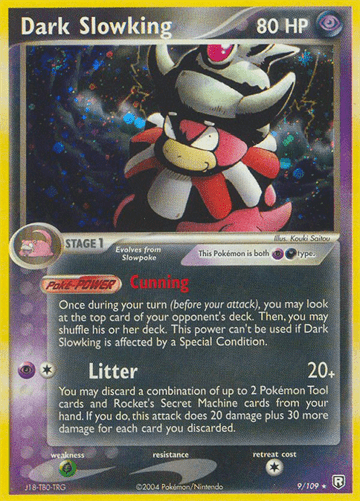 Dark Slowking 80 HP
Illus. Kouki Saitou
STAGE 1
Evolves from
Slowpoke
This Pokémon is both type.
Poké-POWER Cunning
Once during your turn (before your attack), you may look
at the top card of your opponent's deck. Then, you may
shuffle his or her deck. This power can't be used if Dark
Slowking is affected by a Special Condition.
Litter 20+
You may discard a combination of up to 2 Pokémon Tool
cards and Rocket's Secret Machine cards from your
hand. If you do, this attack does 20 damage plus 30
more damage for each card you discarded.
weakness resistance retreat cost
J18-TB0-TRG ©2004 Pokémon/Nintendo 9/109 ★ R